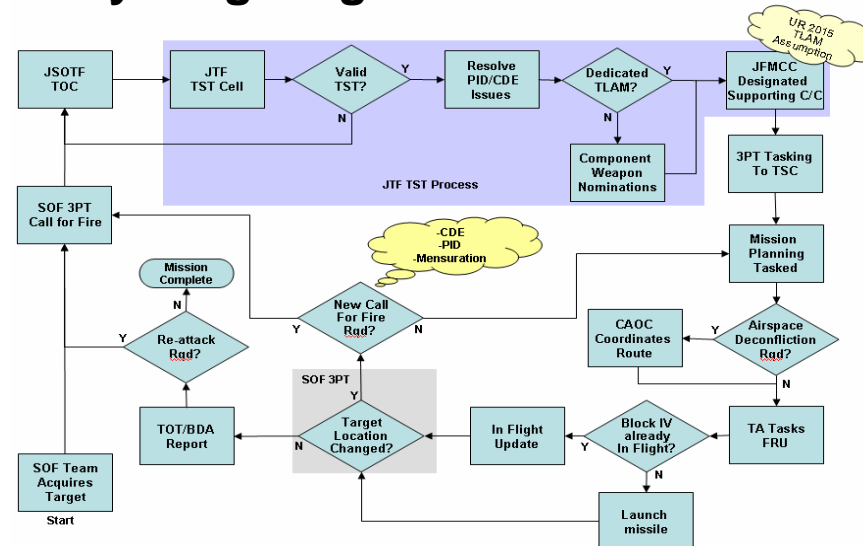 UR 2015
TLAM
Assumption
JSOTF
TOC
JTF
TST Cell
Valid
TST?
Y
N
Resolve
PID/CDE
Issues
Dedicated
TLAM?
Y
N
JFMCC
Designated
Supporting C/C
Component
Weapon
Nominations
JTF TST Process
3PT Tasking
To TSC
SOF 3PT
Call for Fire
-CDE
-PID
-Mensuration
Mission
Planning
Tasked
Mission
Complete
N
New Call
For Fire
Rqd?
Y
N
Re-attack
Rqd?
Y
CAOC
Coordinates
Route
Y
Airspace
Deconfliction
Rqd?
N
SOF 3PT
Y
Target
Location
Changed?
N
TOT/BDA
Report
In Flight
Update
Y
Block IV
already
In Flight?
N
TA Tasks
FRU
SOF Team
Acquires
Target
Start
Launch
missile